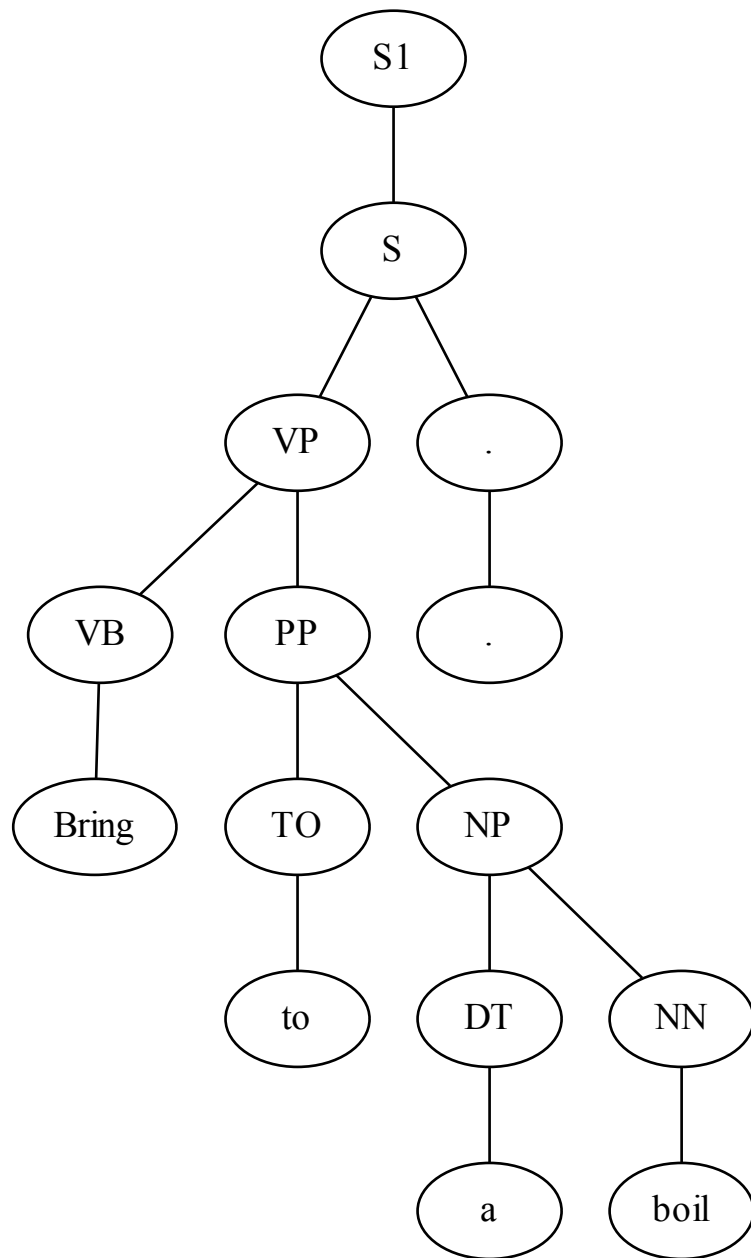 S1
S
VP .
VB PP .
Bring TO NP
to DT NN
a boil